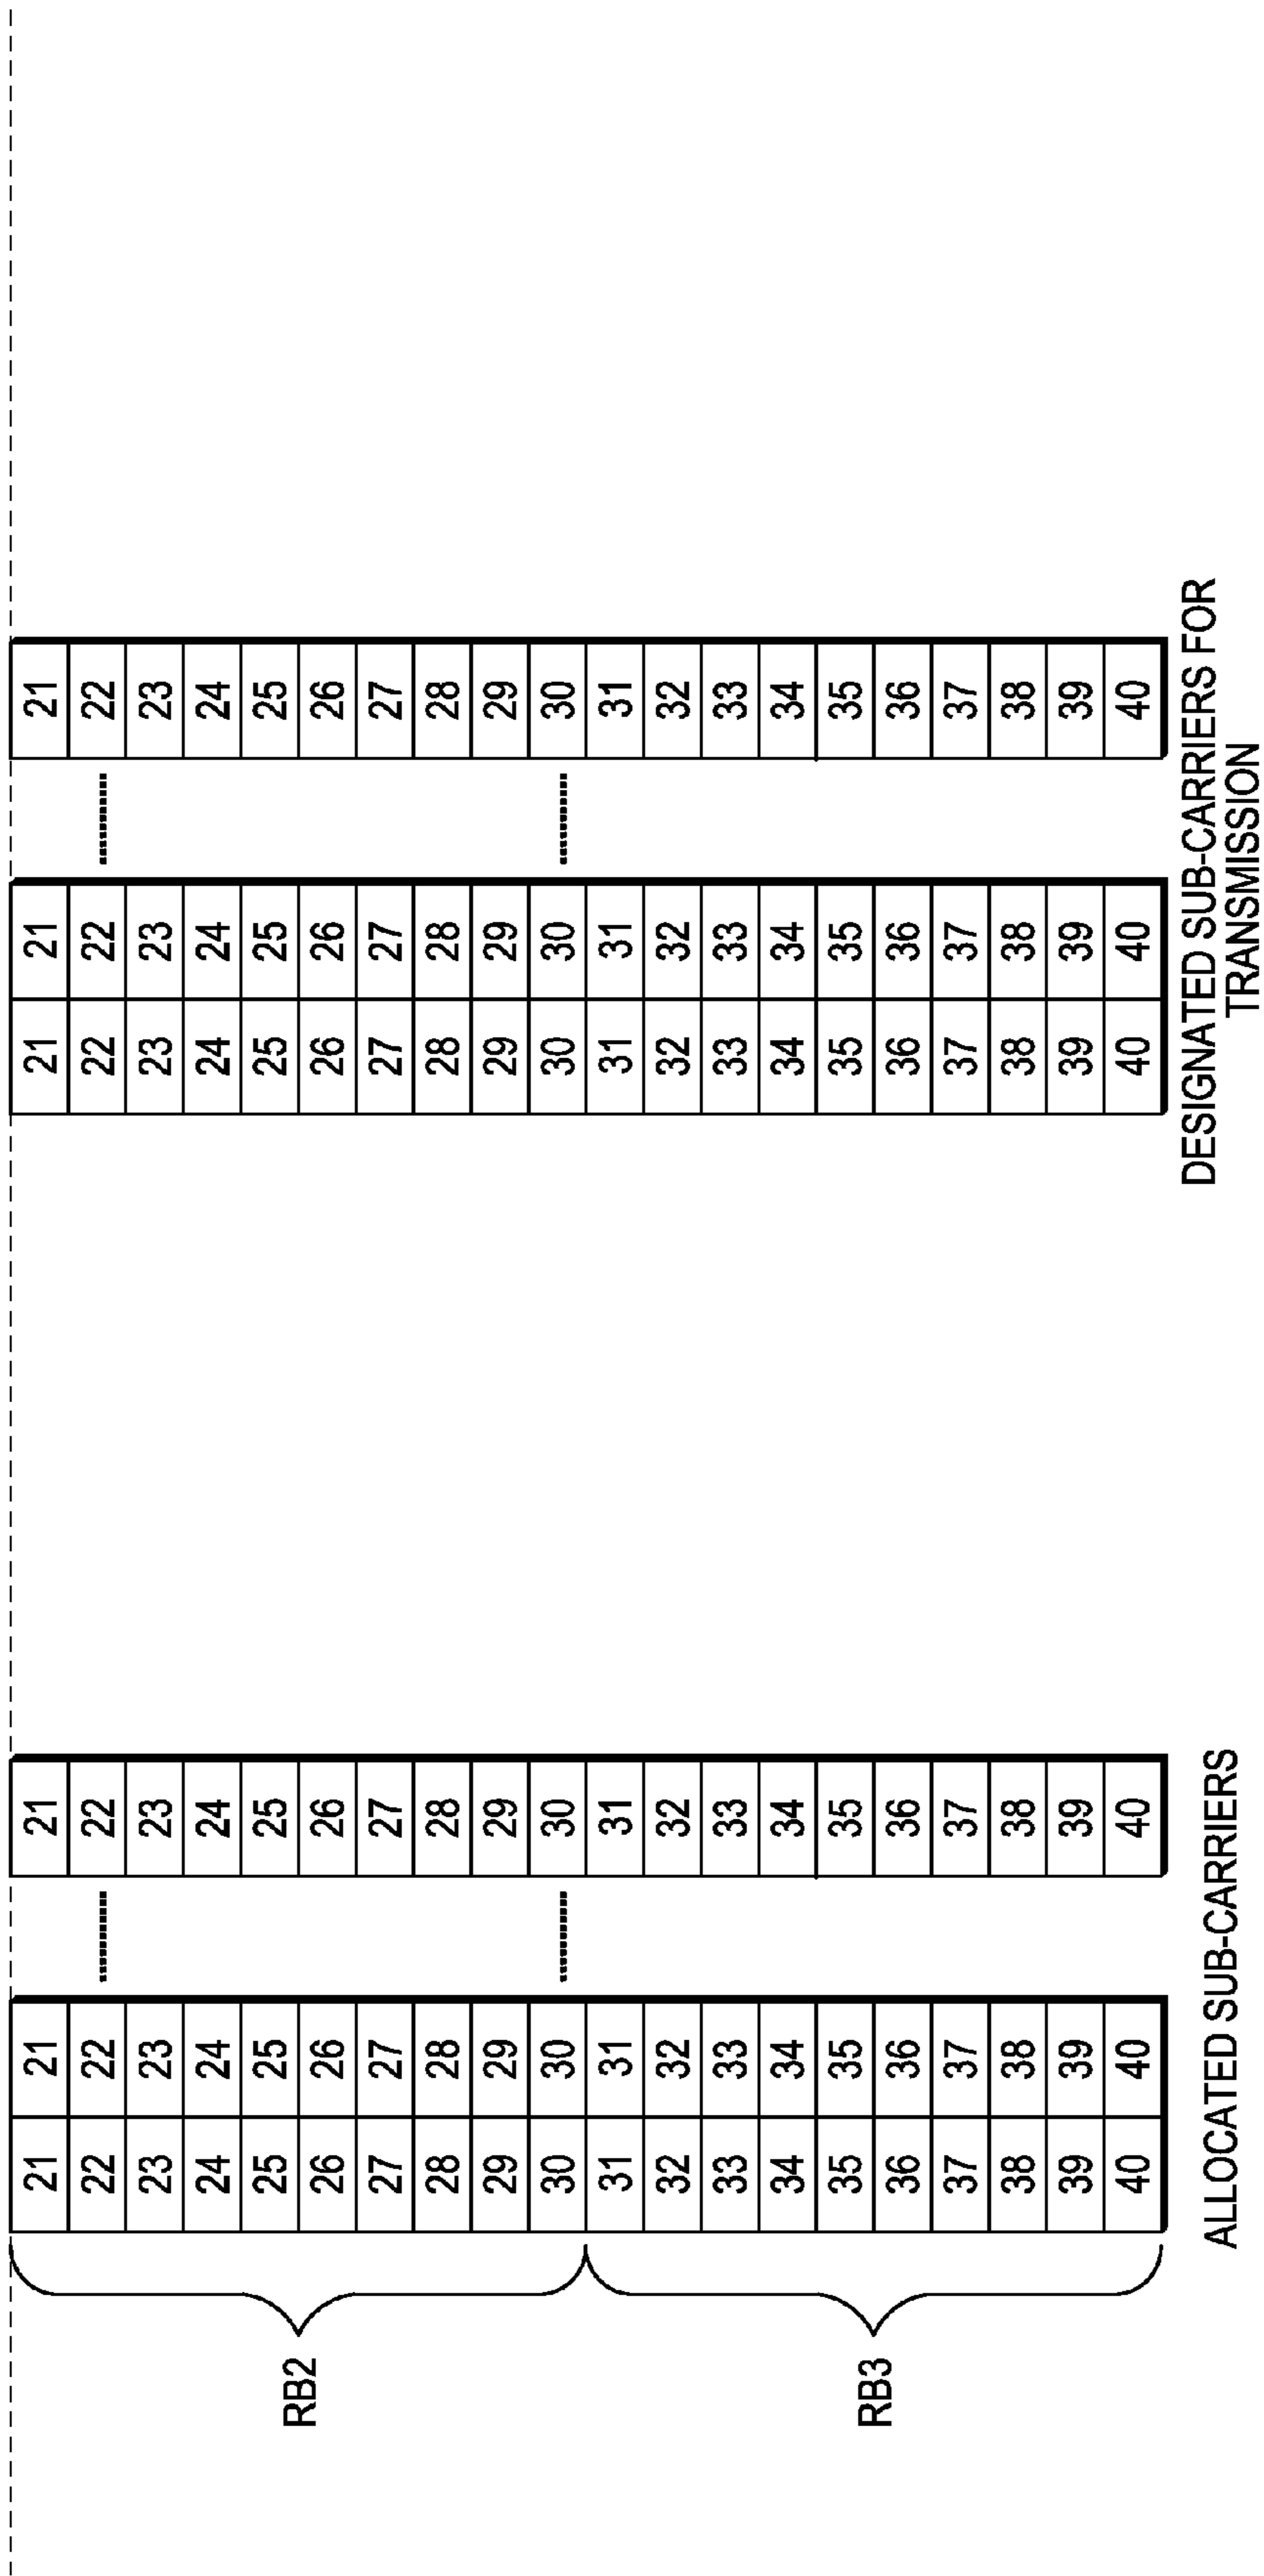 21 21 21 21 21 21
22 22 22 22 22 22
23 23 23 23 23 23
24 24 24 24 24 24
25 25 25 25 25 25
RB2
26 26 26 26 26 26
27 27 27 27 27 27
28 28 28 28 28 28
29 29 29 29 29 29
30 30 30 30 30 30
31 31 31 31 31 31
32 32 32 32 32 32
33 33 33 33 33 33
34 34 34 34 34 34
35 35 35 35 35 35
RB3
36 36 36 36 36 36
37 37 37 37 37 37
38 38 38 38 38 38
39 39 39 39 39 39
40 40 40 40 40 40
ALLOCATED SUB-CARRIERS
DESIGNATED SUB-CARRIERS FOR
TRANSMISSION